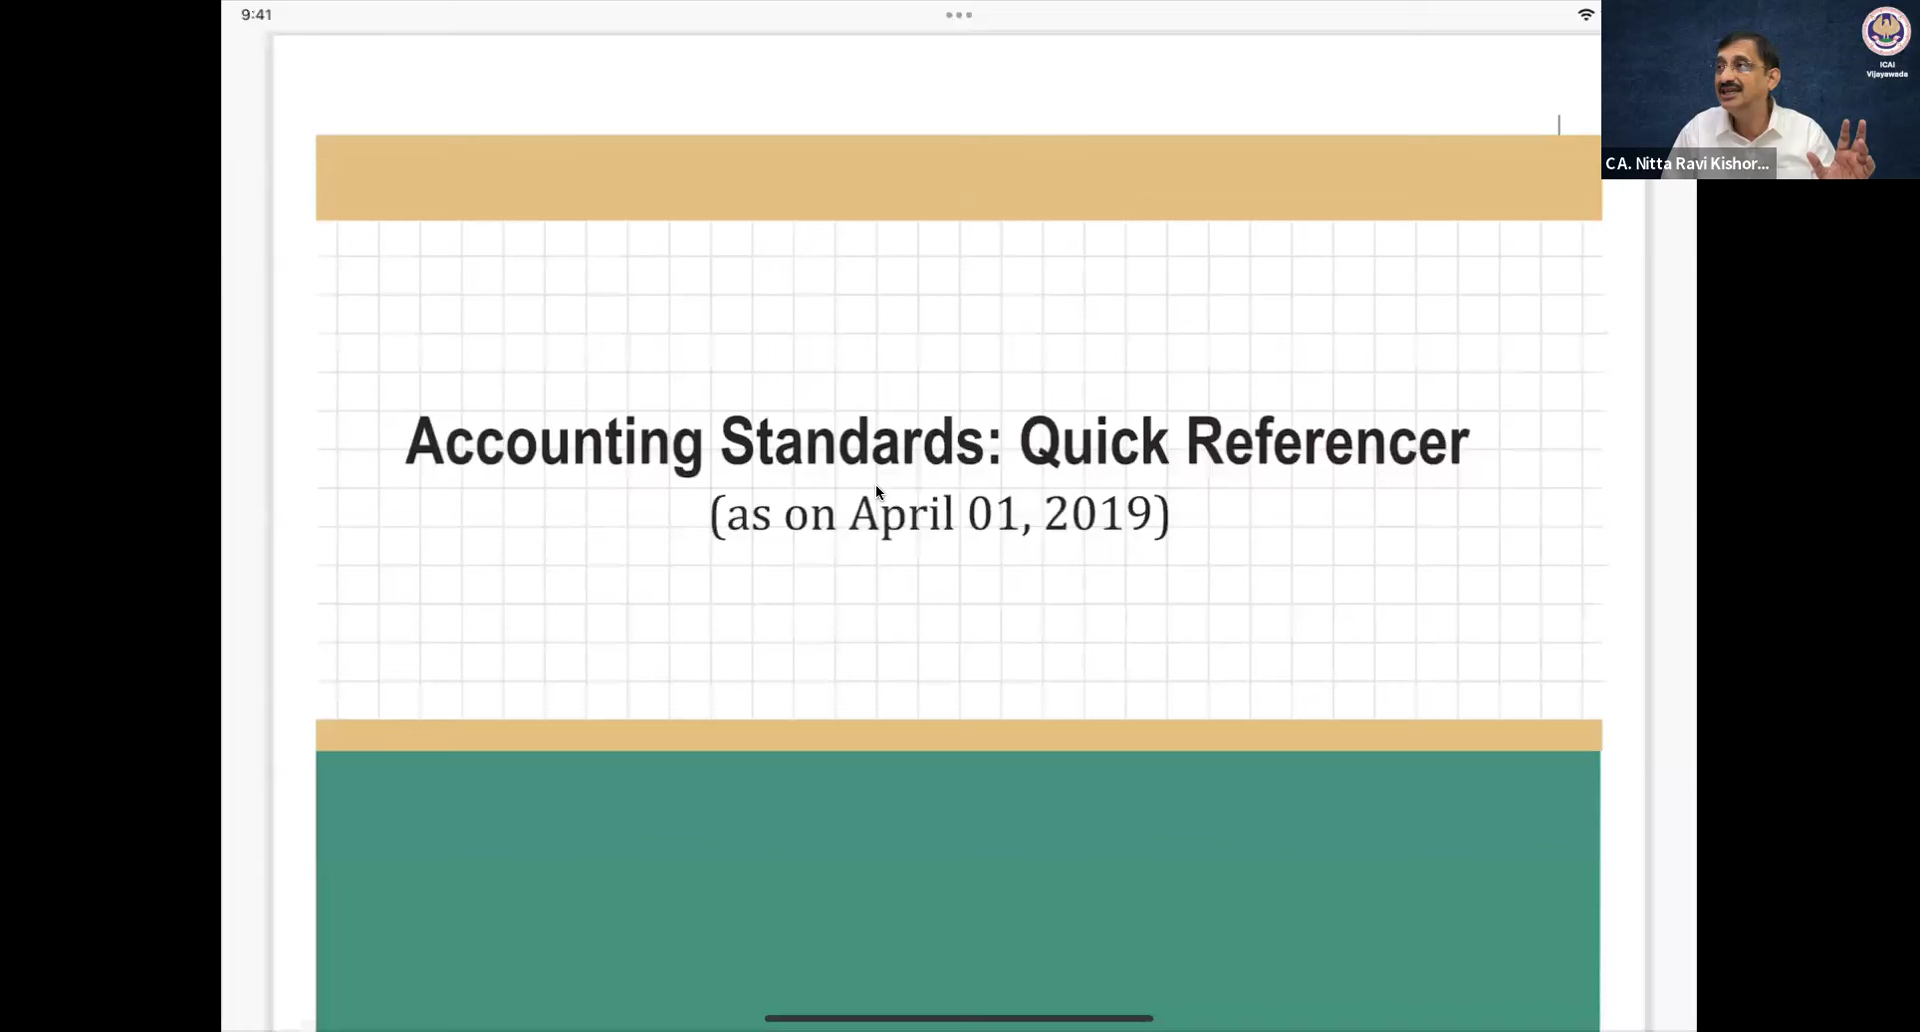 9:41
ICAI
Vijayawada
CA. Nitta Ravi Kishor...
Accounting Standards: Quick Referencer
(as on April 01, 2019)